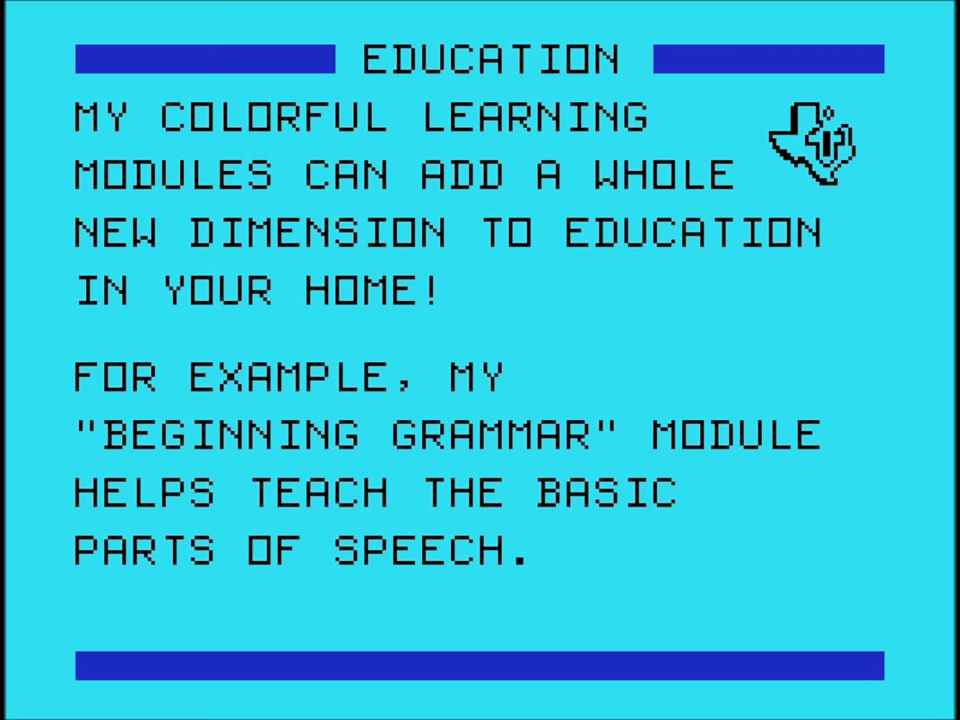 EDUCATION
MY COLORFUL LEARNING
MODULES CAN ADD A WHOLE
NEW DIMENSION TO EDUCATION
IN YOUR HOME!
FOR EXAMPLE, MY
"BEGINNING GRAMMAR" MODULE
HELPS TEACH THE BASIC
PARTS OF SPEECH.